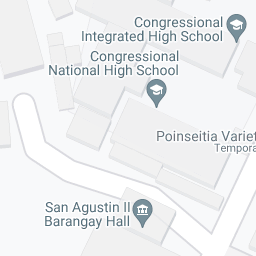 Congressional
Integrated High School
Congressional
National High School
Poinseitia Variet
Tempora
San Agustin II
Barangay Hall